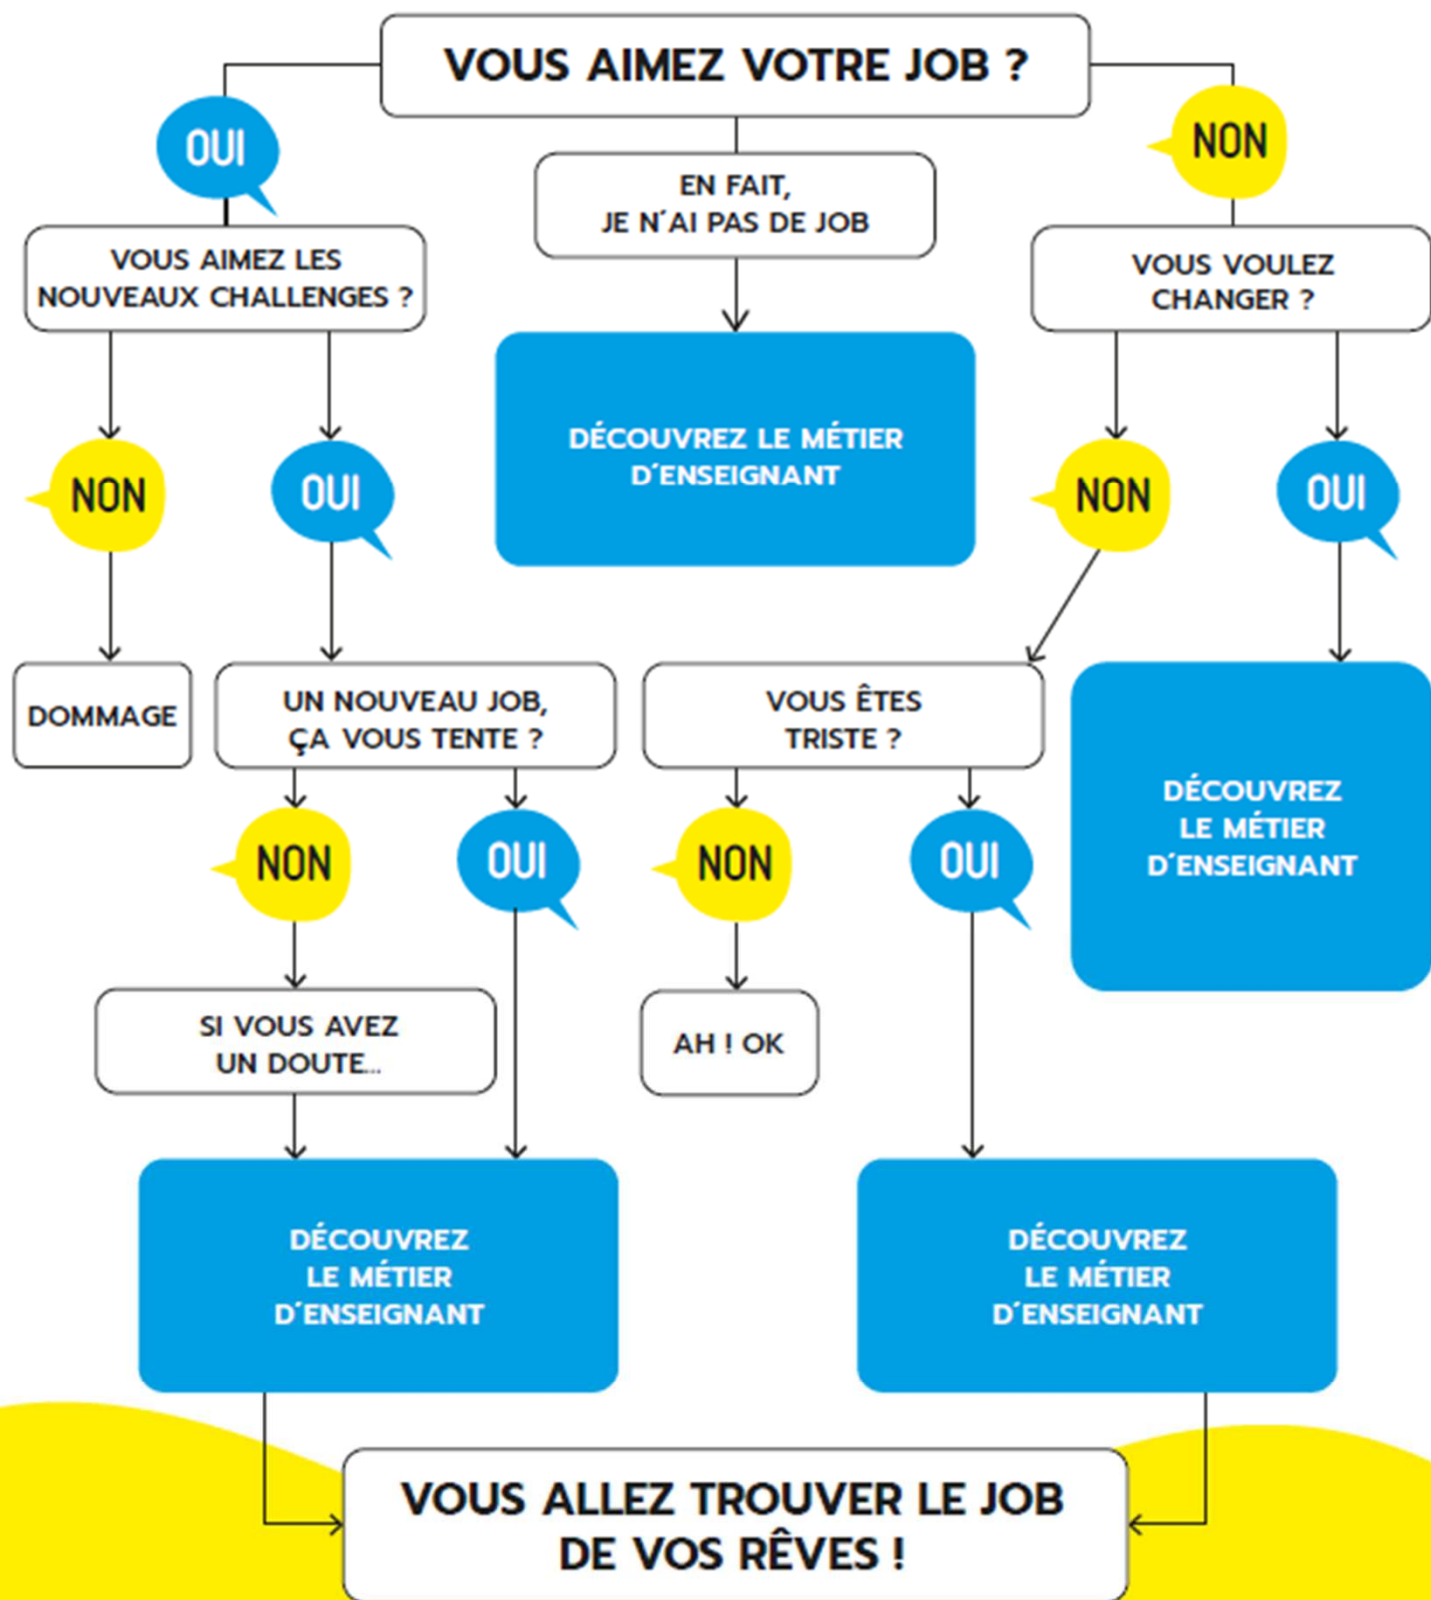 VOUS AIMEZ VOTRE JOB ?
OUI
NON
EN FAIT,
JE N'AI PAS DE JOB
VOUS AIMEZ LES
NOUVEAUX CHALLENGES ?
VOUS VOULEZ
CHANGER ?
DÉCOUVREZ LE MÉTIER
D'ENSEIGNANT
NON
OUI
NON
OUI
DOMMAGE
UN NOUVEAU JOB,
ÇA VOUS TENTE ?
VOUS ÊTES
TRISTE ?
DÉCOUVREZ
LE MÉTIER
D'ENSEIGNANT
NON
OUI
NON
OUI
SI VOUS AVEZ
UN DOUTE...
AH ! OK
DÉCOUVREZ
LE MÉTIER
D'ENSEIGNANT
DÉCOUVREZ
LE MÉTIER
D'ENSEIGNANT
VOUS ALLEZ TROUVER LE JOB
DE VOS RÊVES !